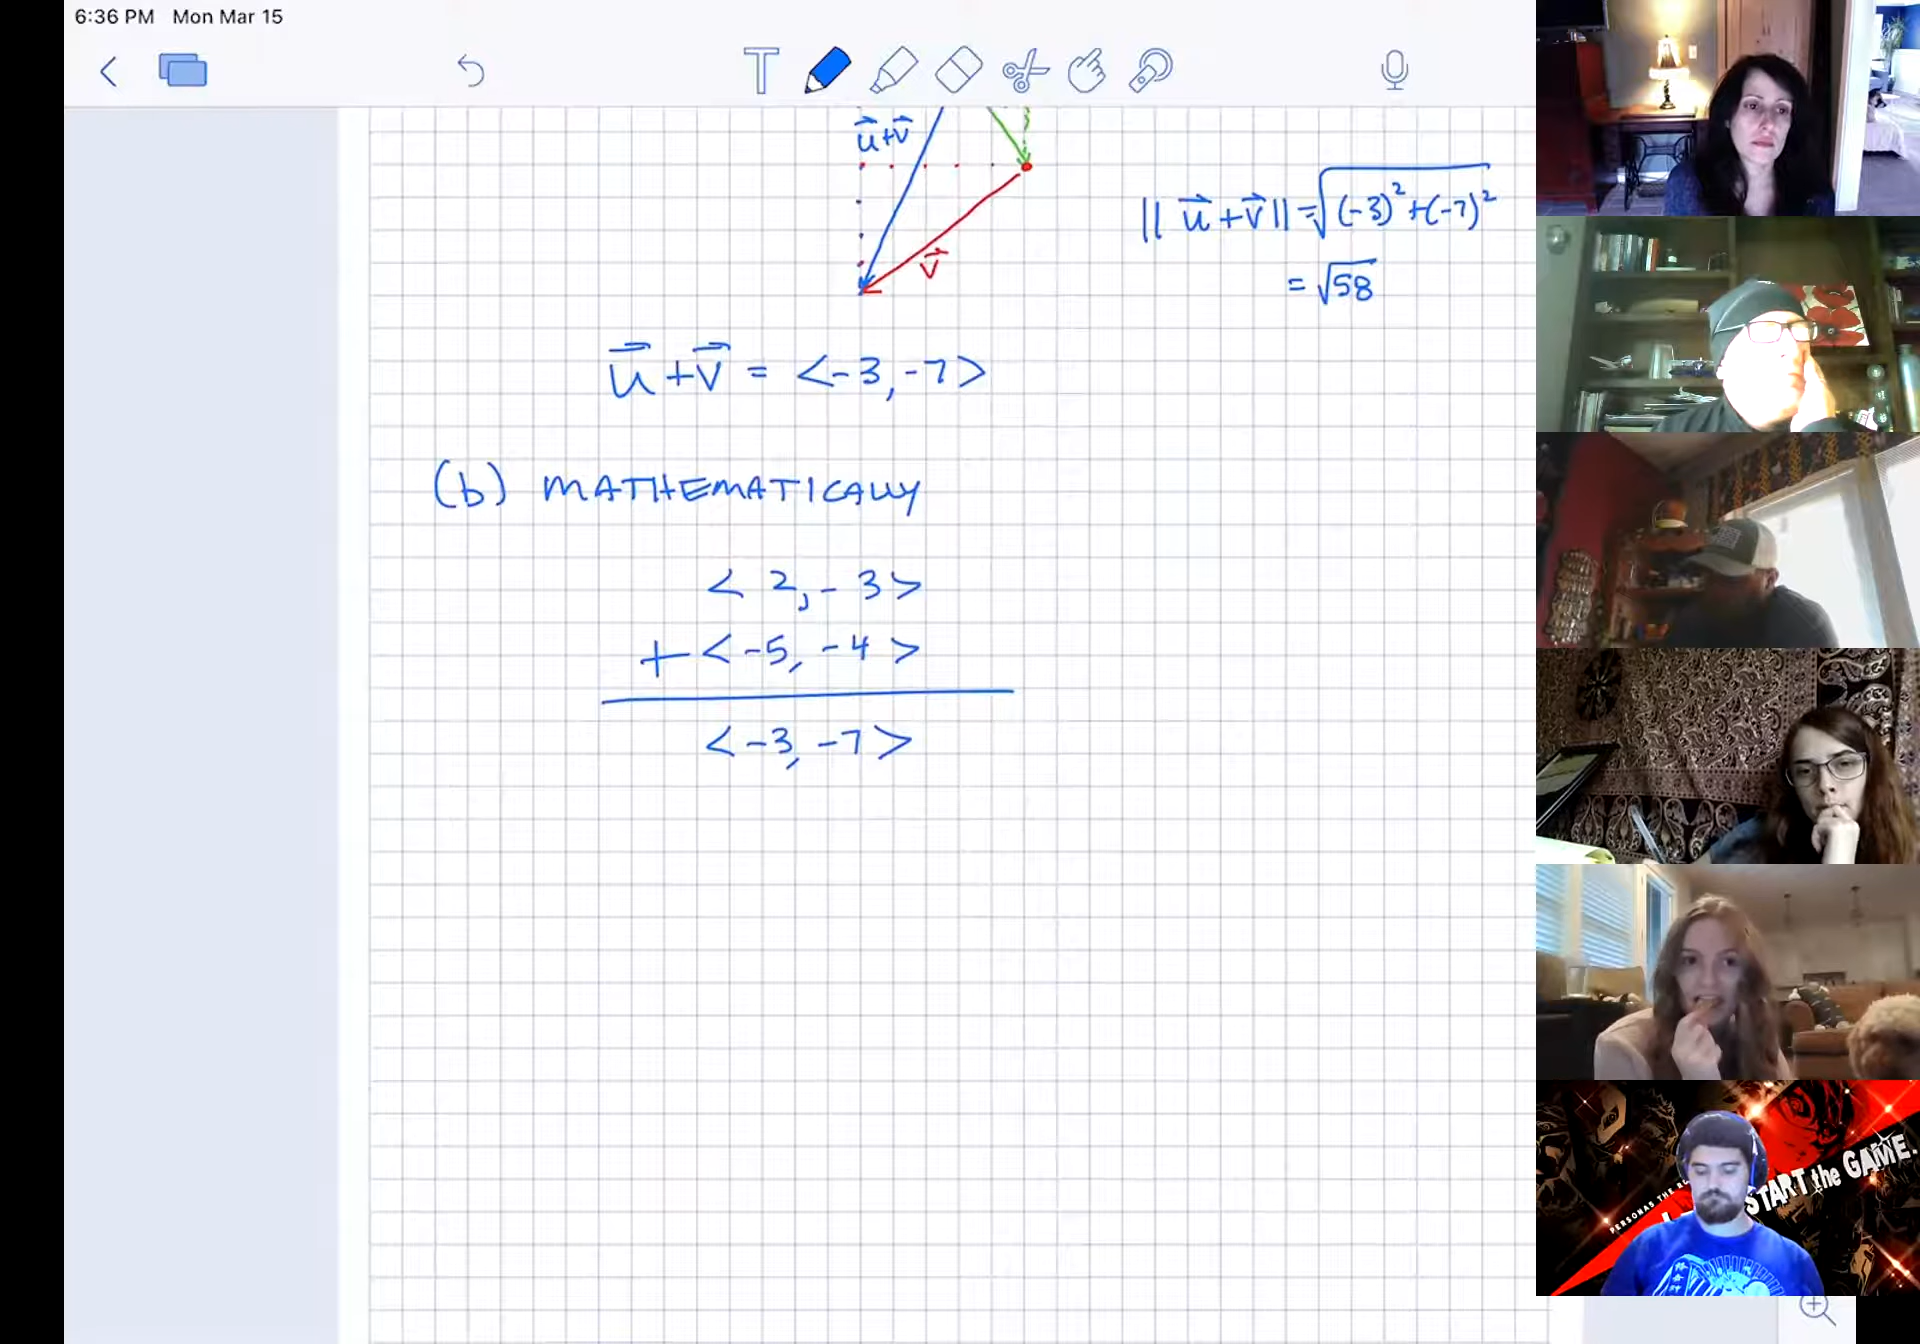 6:36 PM Mon Mar 15
T
u⃗+v⃗
|| u⃗ + v⃗ || = √(-3)² + (-7)²
v⃗
= √58
u⃗ + v⃗ = <-3, -7>
(b) MATHEMATICALLY
< 2, -3 >
+ < -5, -4 >
< -3, -7 >
START the GAME.